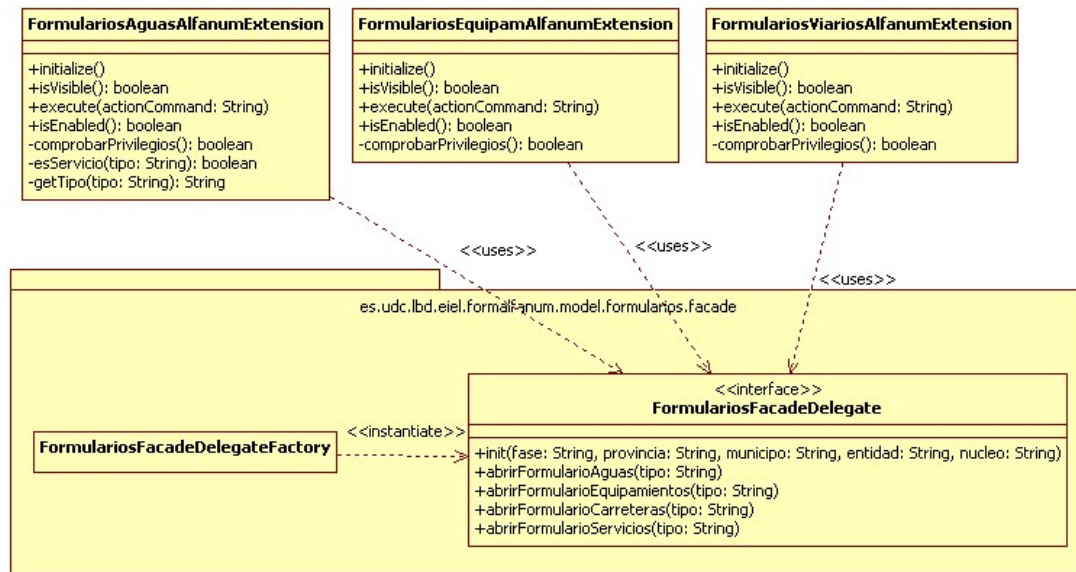 FormulariosAguasAlfanumExtension
+initialize()
+isVisible(): boolean
+execute(actionCommand: String)
+isEnabled(): boolean
-comprobarPrivilegios(): boolean
-esServicio(tipo: String): boolean
-getTipo(tipo: String): String
FormulariosEquipamAlfanumExtension
+initialize()
+isVisible(): boolean
+execute(actionCommand: String)
+isEnabled(): boolean
-comprobarPrivilegios(): boolean
FormulariosViariosAlfanumExtension
+initialize()
+isVisible(): boolean
+execute(actionCommand: String)
+isEnabled(): boolean
-comprobarPrivilegios(): boolean
<<uses>>
<<uses>>
<<uses>>
es.udc.lbd.eiel.formalfanum.model.formularios.facade
FormulariosFacadeDelegateFactory
<<instantiate>>
<<interface>>
FormulariosFacadeDelegate
+init(fase: String, provincia: String, municipo: String, entidad: String, nucleo: String)
+abrirFormularioAguas(tipo: String)
+abrirFormularioEquipamientos(tipo: String)
+abrirFormularioCarreteras(tipo: String)
+abrirFormularioServicios(tipo: String)